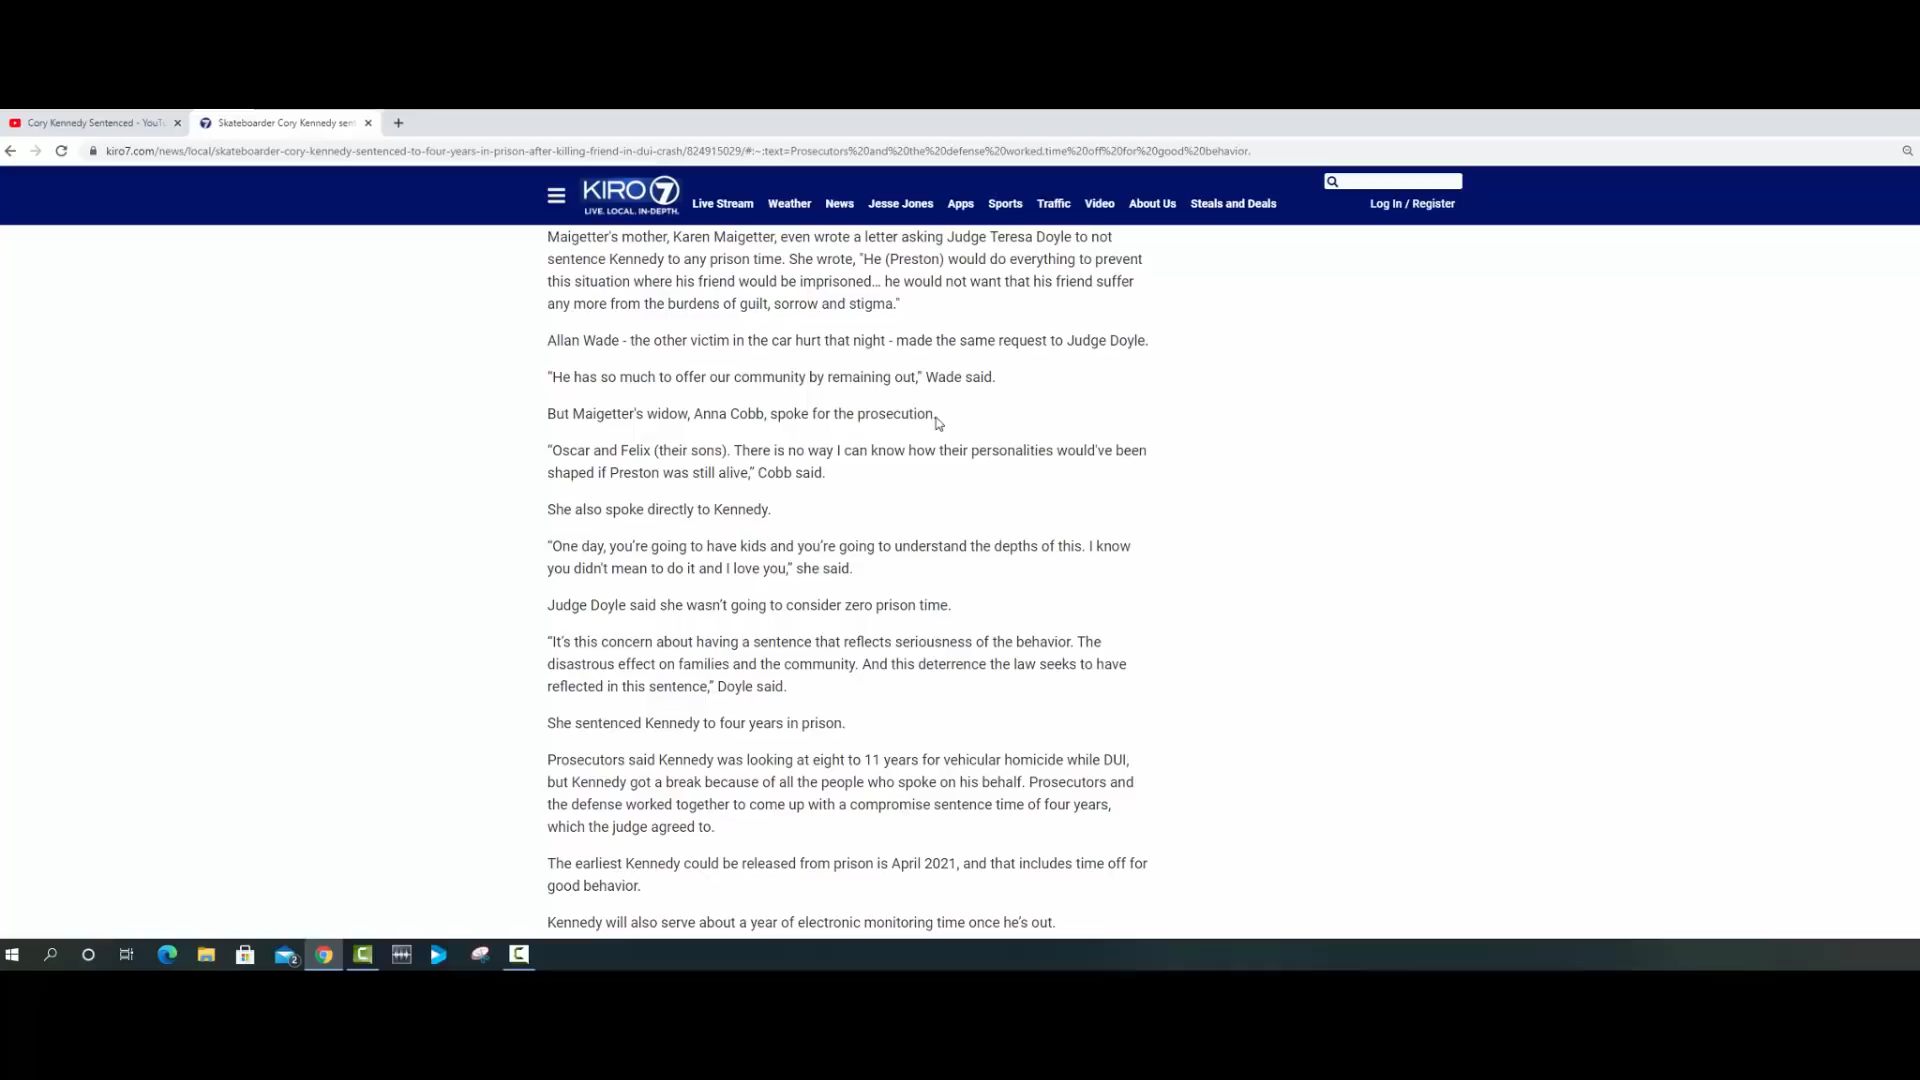 Cory Kennedy Sentenced - YouTu
Skateboarder Cory Kennedy sent
kiro7.com/news/local/skateboarder-cory-kennedy-sentenced-to-four-years-in-prison-after-killing-friend-in-dui-crash/824915029/#:~:text=Prosecutors%20and%20the%20defense%20worked,time%20off%20for%20good%20behavior.
KIRO 7
LIVE. LOCAL. IN-DEPTH.
Live Stream Weather News Jesse Jones Apps Sports Traffic Video About Us Steals and Deals Log In / Register
Maigetter's mother, Karen Maigetter, even wrote a letter asking Judge Teresa Doyle to not
sentence Kennedy to any prison time. She wrote, "He (Preston) would do everything to prevent
this situation where his friend would be imprisoned… he would not want that his friend suffer
any more from the burdens of guilt, sorrow and stigma."
Allan Wade - the other victim in the car hurt that night - made the same request to Judge Doyle.
“He has so much to offer our community by remaining out,” Wade said.
But Maigetter's widow, Anna Cobb, spoke for the prosecution.
“Oscar and Felix (their sons). There is no way I can know how their personalities would've been
shaped if Preston was still alive,” Cobb said.
She also spoke directly to Kennedy.
“One day, you’re going to have kids and you’re going to understand the depths of this. I know
you didn't mean to do it and I love you,” she said.
Judge Doyle said she wasn’t going to consider zero prison time.
“It's this concern about having a sentence that reflects seriousness of the behavior. The
disastrous effect on families and the community. And this deterrence the law seeks to have
reflected in this sentence,” Doyle said.
She sentenced Kennedy to four years in prison.
Prosecutors said Kennedy was looking at eight to 11 years for vehicular homicide while DUI,
but Kennedy got a break because of all the people who spoke on his behalf. Prosecutors and
the defense worked together to come up with a compromise sentence time of four years,
which the judge agreed to.
The earliest Kennedy could be released from prison is April 2021, and that includes time off for
good behavior.
Kennedy will also serve about a year of electronic monitoring time once he’s out.
2